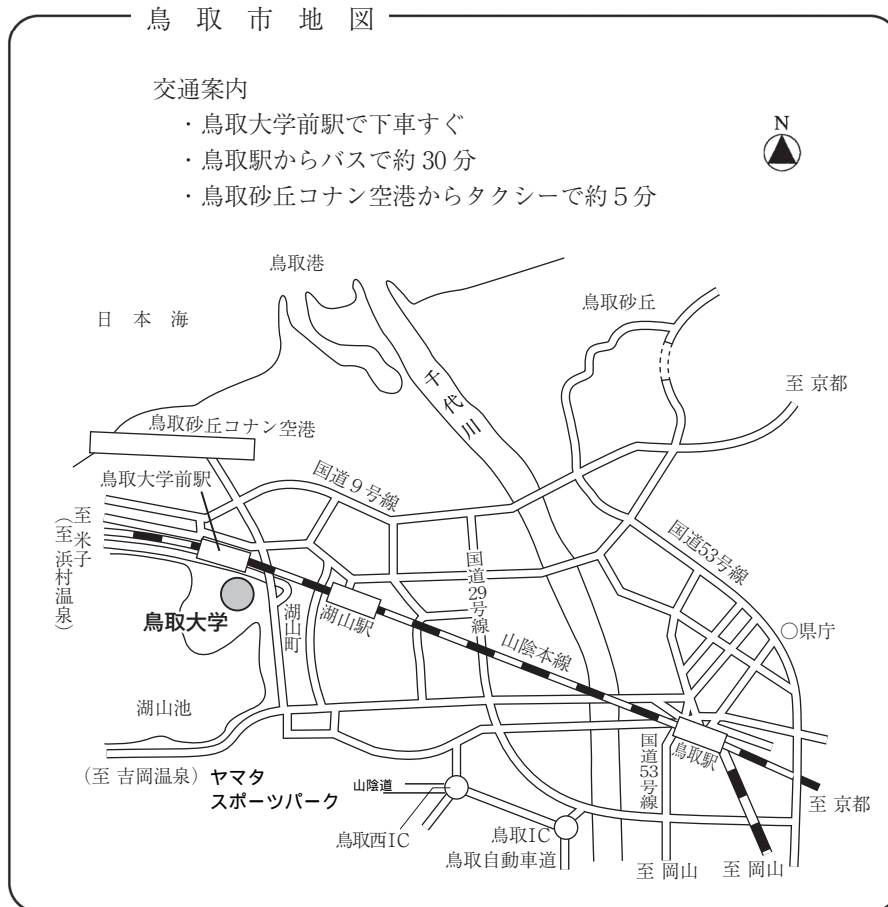 鳥取市地図
交通案内
・鳥取大学前駅で下車すぐ
・鳥取駅からバスで約 30 分
・鳥取砂丘コナン空港からタクシーで約５分
N
鳥取港
日本海
鳥取砂丘
千代川
至 京都
鳥取砂丘コナン空港
鳥取大学前駅
国道９号線
国道53号線
至 米子
（至 浜村温泉）
国道29号線
鳥取大学
湖山町
湖山駅
山陰本線
○県庁
湖山池
鳥取駅
国道53号線
（至 吉岡温泉）
ヤマタ
スポーツパーク
山陰道
鳥取西IC
鳥取IC
鳥取自動車道
至 京都
至 岡山
至 岡山